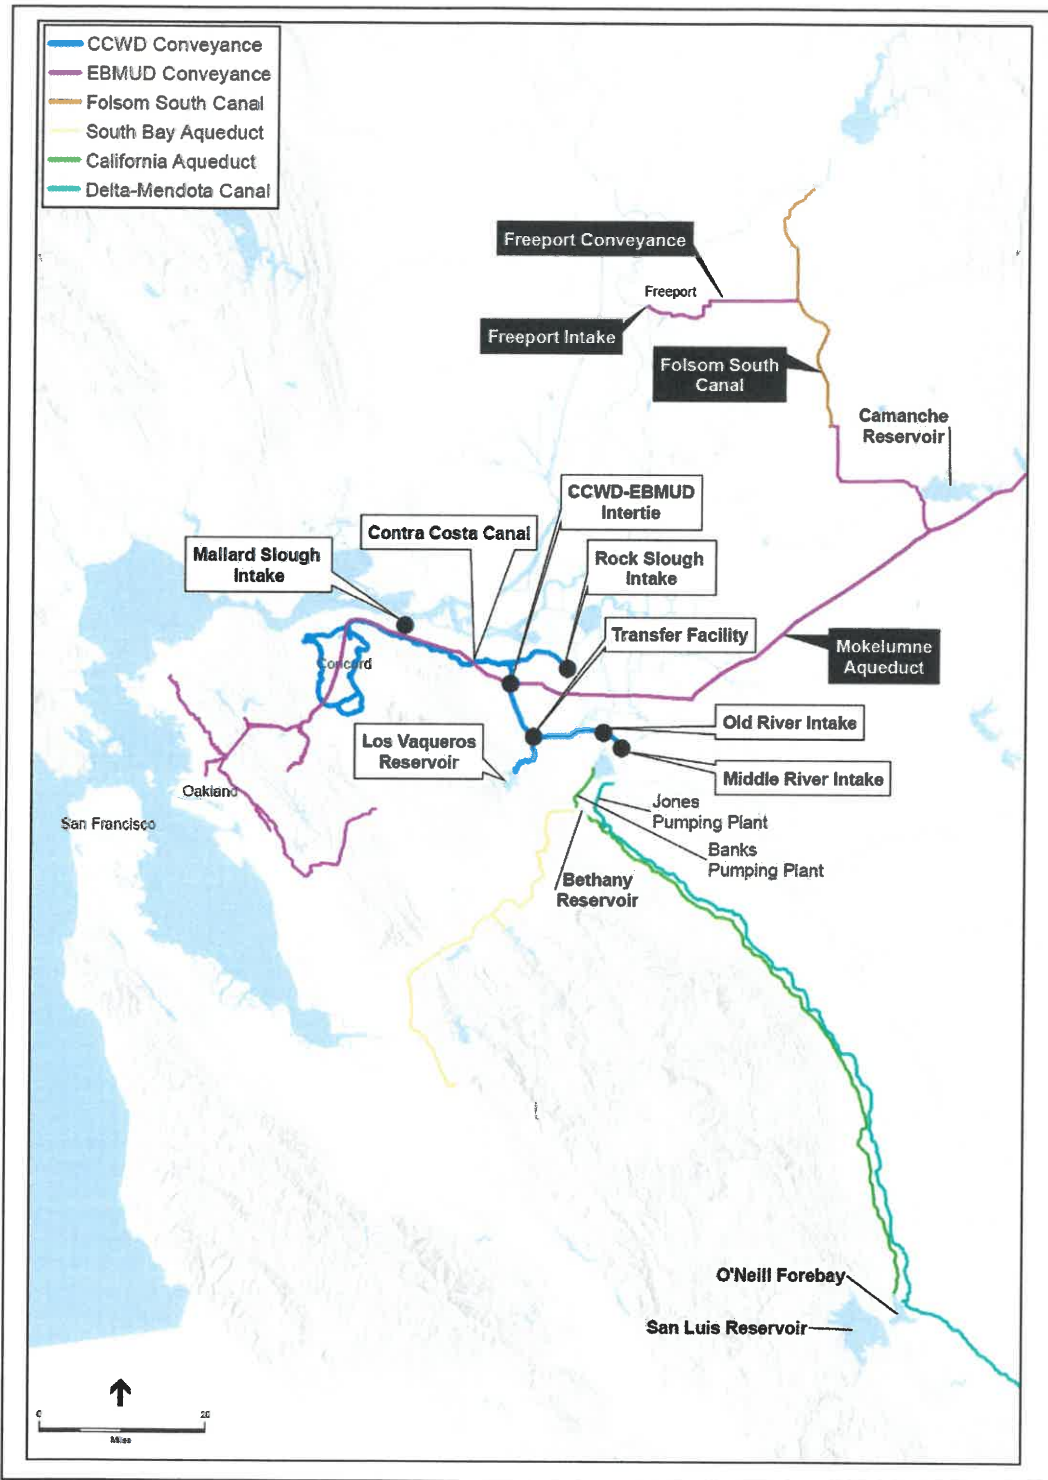 CCWD Conveyance
EBMUD Conveyance
Folsom South Canal
South Bay Aqueduct
California Aqueduct
Delta-Mendota Canal
Freeport Conveyance
Freeport
Freeport Intake
Folsom South
Canal
Camanche
Reservoir
CCWD-EBMUD
Intertie
Contra Costa Canal
Mallard Slough
Intake
Rock Slough
Intake
Transfer Facility
Mokelumne
Aqueduct
Concord
Old River Intake
Los Vaqueros
Reservoir
Middle River Intake
Oakland
San Francisco
Jones
Pumping Plant
Banks
Pumping Plant
Bethany
Reservoir
O'Neill Forebay
San Luis Reservoir
0 20
Miles